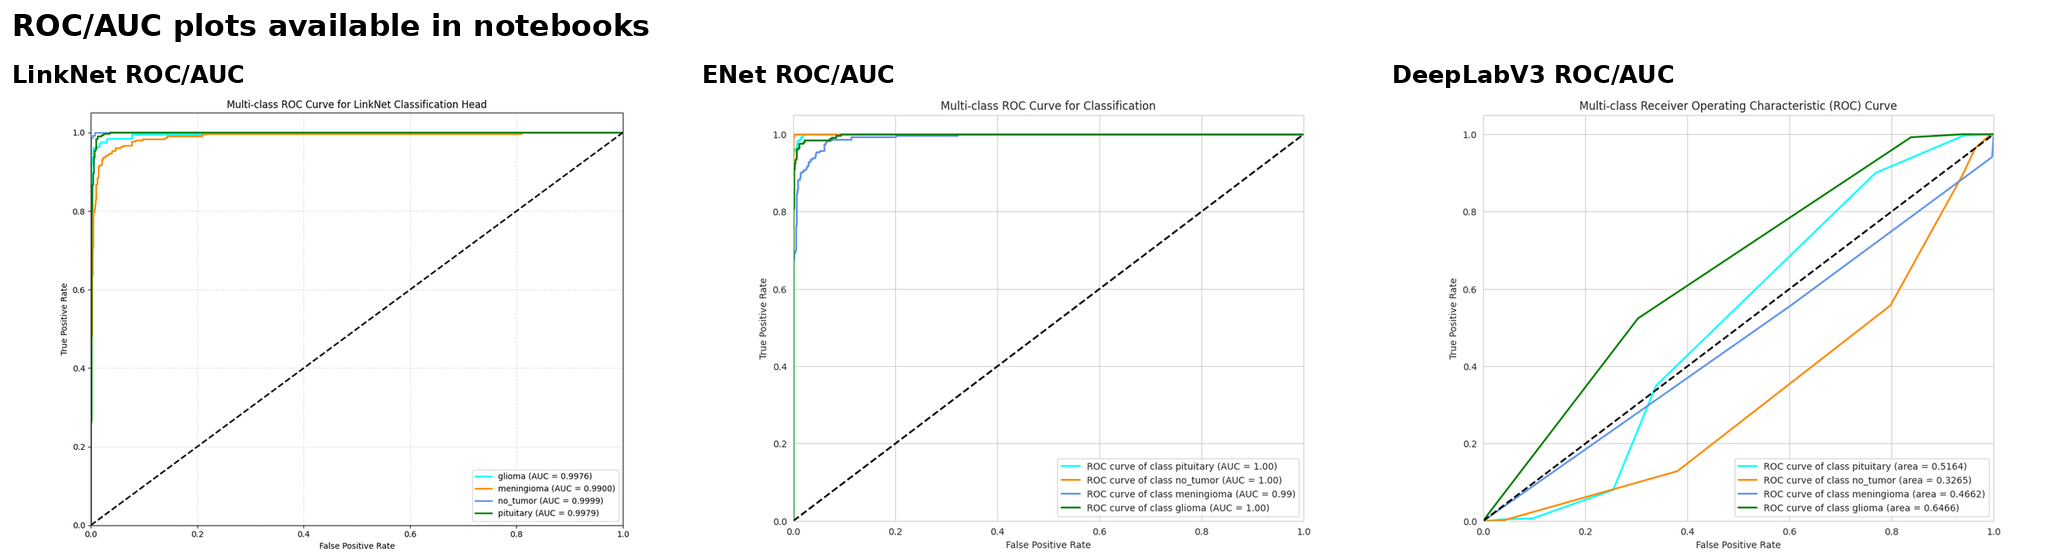 ROC/AUC plots available in notebooks
LinkNet ROC/AUC
Multi-class ROC Curve for LinkNet Classification Head
True Positive Rate
1.0
0.8
0.6
0.4
0.2
0.0
0.0 0.2 0.4 0.6 0.8 1.0
False Positive Rate
glioma (AUC = 0.9976)
meningioma (AUC = 0.9900)
no_tumor (AUC = 0.9999)
pituitary (AUC = 0.9979)
ENet ROC/AUC
Multi-class ROC Curve for Classification
True Positive Rate
1.0
0.8
0.6
0.4
0.2
0.0
0.0 0.2 0.4 0.6 0.8 1.0
False Positive Rate
ROC curve of class pituitary (AUC = 1.00)
ROC curve of class no_tumor (AUC = 1.00)
ROC curve of class meningioma (AUC = 0.99)
ROC curve of class glioma (AUC = 1.00)
DeepLabV3 ROC/AUC
Multi-class Receiver Operating Characteristic (ROC) Curve
True Positive Rate
1.0
0.8
0.6
0.4
0.2
0.0
0.0 0.2 0.4 0.6 0.8 1.0
False Positive Rate
ROC curve of class pituitary (area = 0.5164)
ROC curve of class no_tumor (area = 0.3265)
ROC curve of class meningioma (area = 0.4662)
ROC curve of class glioma (area = 0.6466)